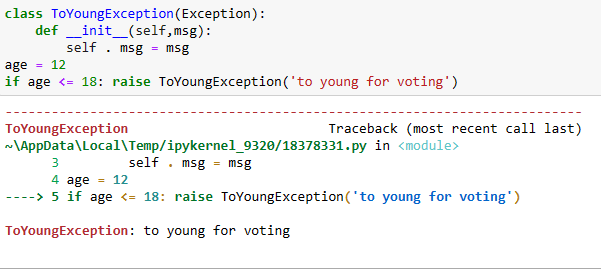 class ToYoungException(Exception):
    def __init__(self,msg):
        self . msg = msg
age = 12
if age <= 18: raise ToYoungException('to young for voting')
---------------------------------------------------------------------------
ToYoungException                          Traceback (most recent call last)
~\AppData\Local\Temp/ipykernel_9320/18378331.py in <module>
      3         self . msg = msg
      4 age = 12
----> 5 if age <= 18: raise ToYoungException('to young for voting')
ToYoungException: to young for voting